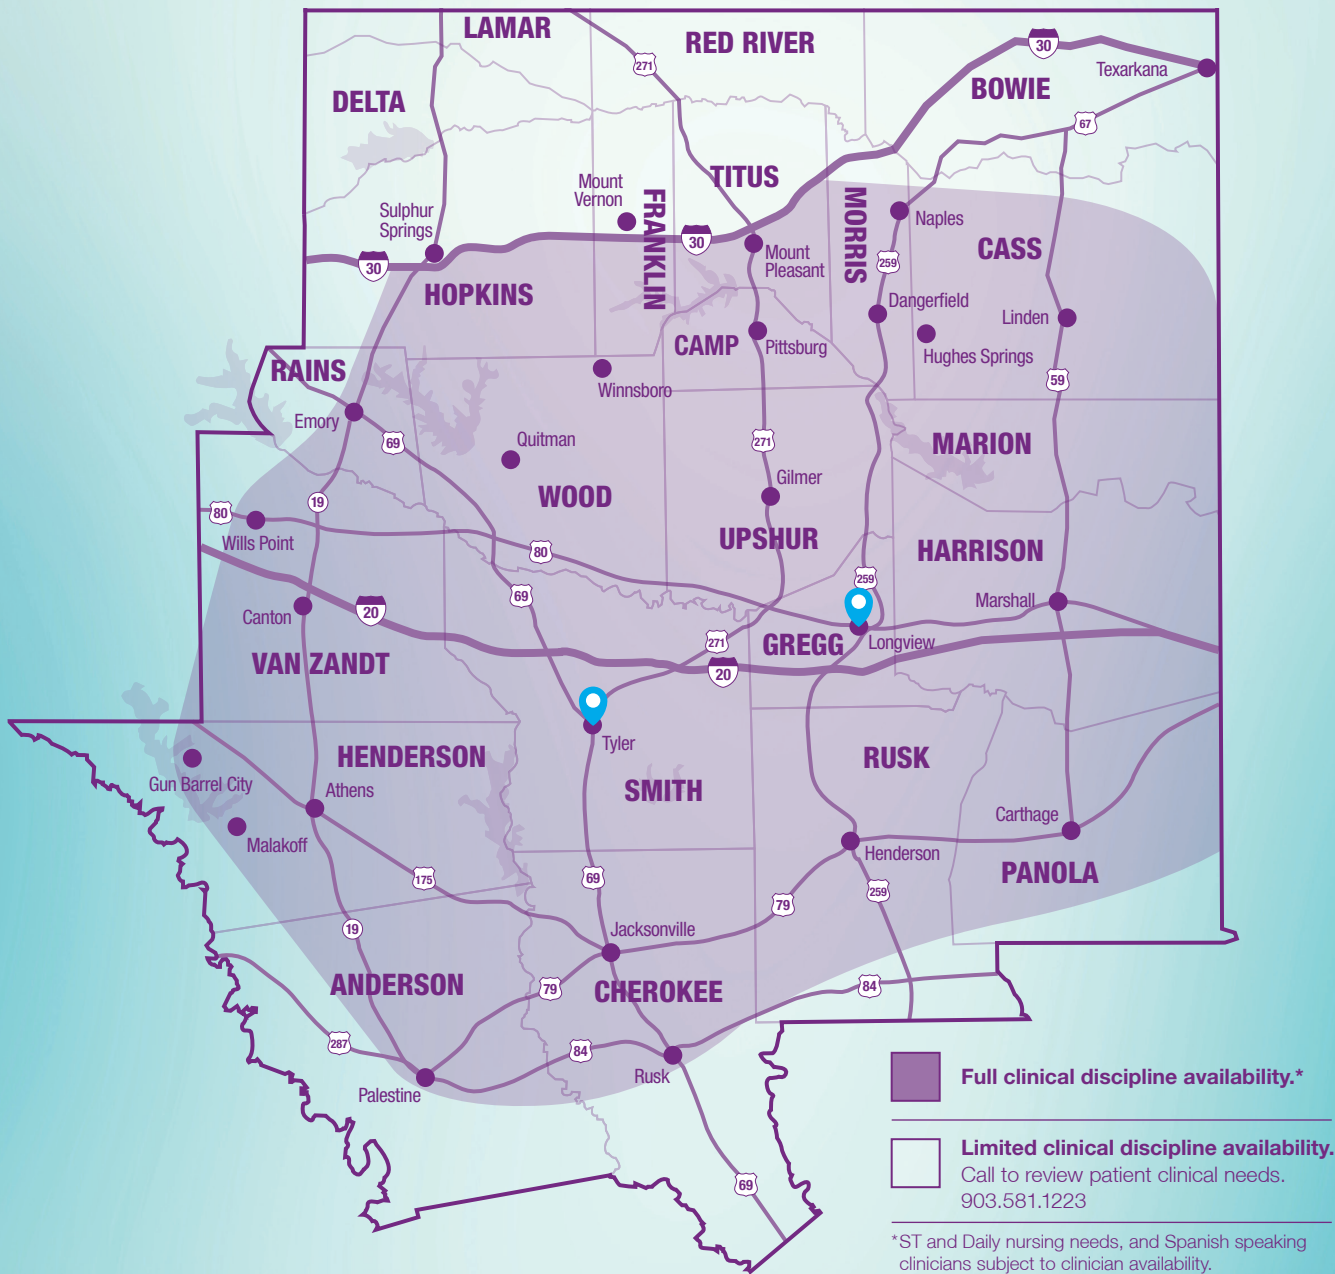 LAMAR
RED RIVER
30
271
Texarkana
DELTA
BOWIE
67
TITUS
Mount
Vernon
FRANKLIN
MORRIS
Sulphur
Springs
Naples
30
30
Mount
Pleasant
259
CASS
HOPKINS
Dangerfield
Linden
CAMP
Pittsburg
Hughes Springs
RAINS
Winnsboro
59
Emory
69
Quitman
271
MARION
Gilmer
WOOD
19
80
Wills Point
80
UPSHUR
HARRISON
259
69
Marshall
Canton
20
271
GREGG
Longview
VAN ZANDT
20
Tyler
HENDERSON
RUSK
Gun Barrel City
Athens
SMITH
Malakoff
Carthage
Henderson
175
69
PANOLA
79
259
19
Jacksonville
ANDERSON
79
CHEROKEE
84
287
84
Rusk
Palestine
69
Full clinical discipline availability.*
Limited clinical discipline availability.
Call to review patient clinical needs.
903.581.1223
*ST and Daily nursing needs, and Spanish speaking
clinicians subject to clinician availability.